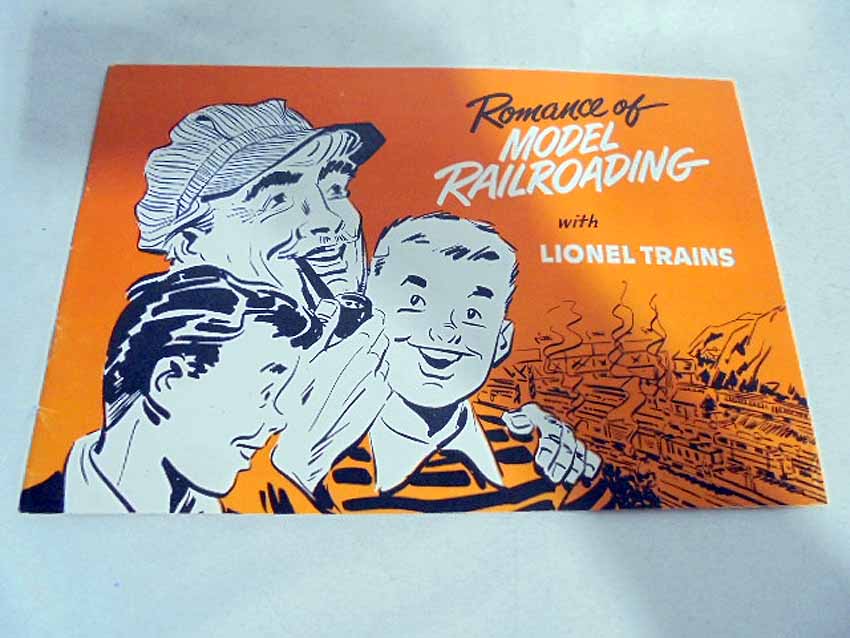 Romance of
MODEL
RAILROADING
with
LIONEL TRAINS